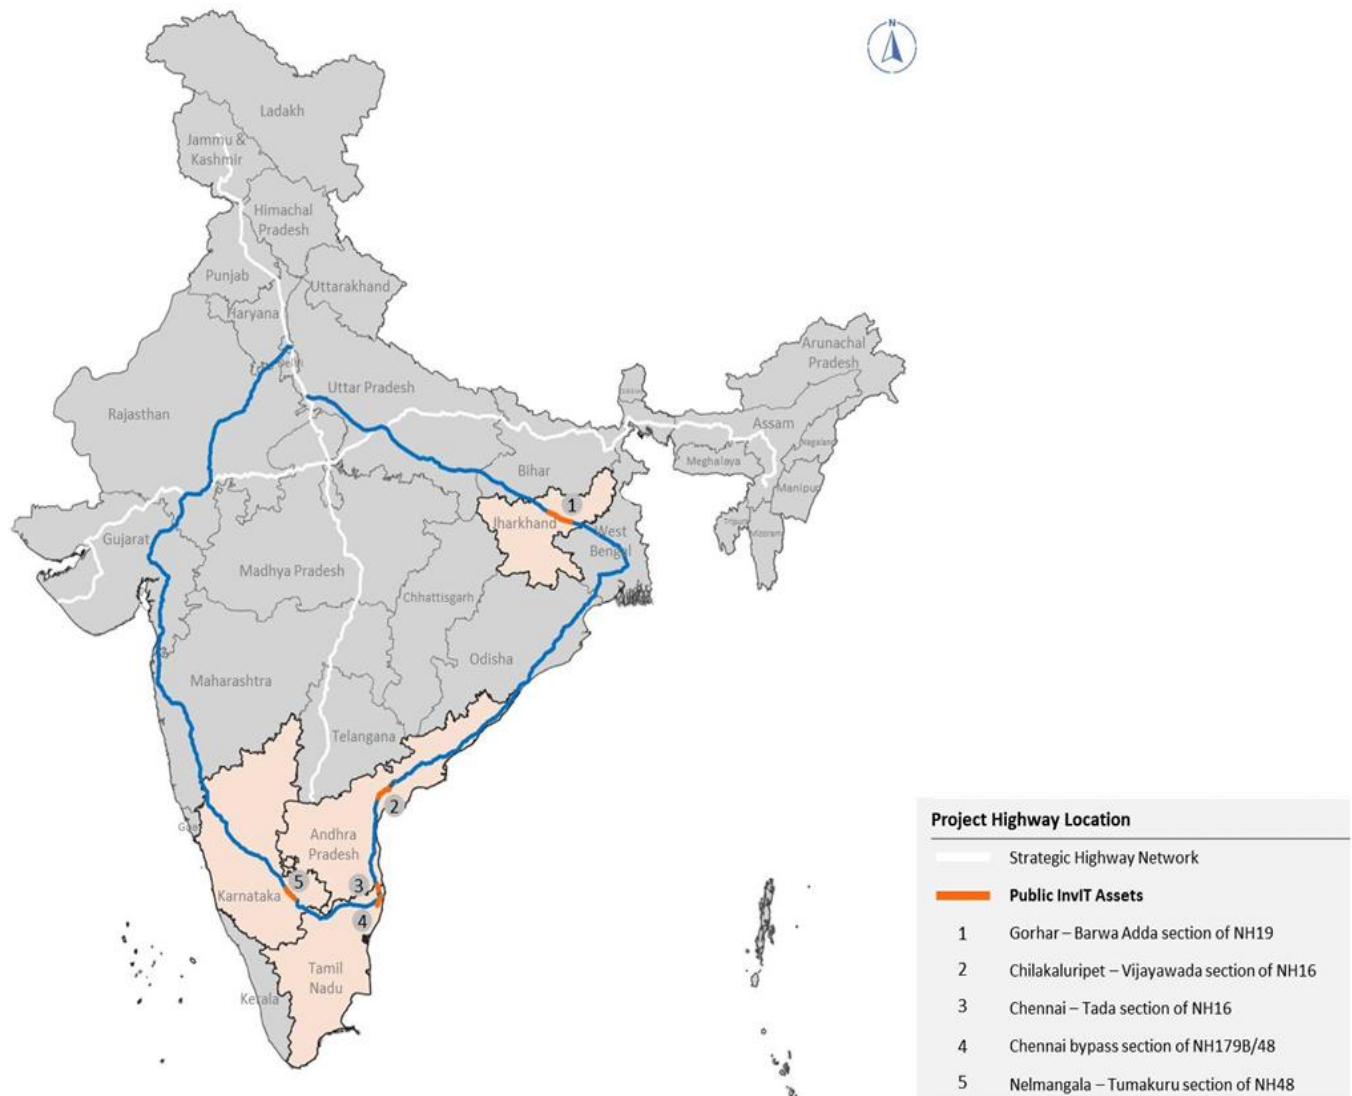 N
Ladakh
Jammu &
Kashmir
Himachal
Pradesh
Punjab
Uttarakhand
Haryana
Delhi
Arunachal
Pradesh
Uttar Pradesh
Rajasthan
Assam
Nagaland
Meghalaya
Bihar
Manipur
1
Jharkhand
Tripura
West
Bengal
Mizoram
Gujarat
Madhya Pradesh
Chhattisgarh
Odisha
Maharashtra
Telangana
2
Goa
Andhra
Pradesh
5
3
Karnataka
4
Tamil
Nadu
Kerala
Project Highway Location
Strategic Highway Network
Public InvIT Assets
1 Gorhar – Barwa Adda section of NH19
2 Chilakaluripet – Vijayawada section of NH16
3 Chennai – Tada section of NH16
4 Chennai bypass section of NH179B/48
5 Nelmangala – Tumakuru section of NH48